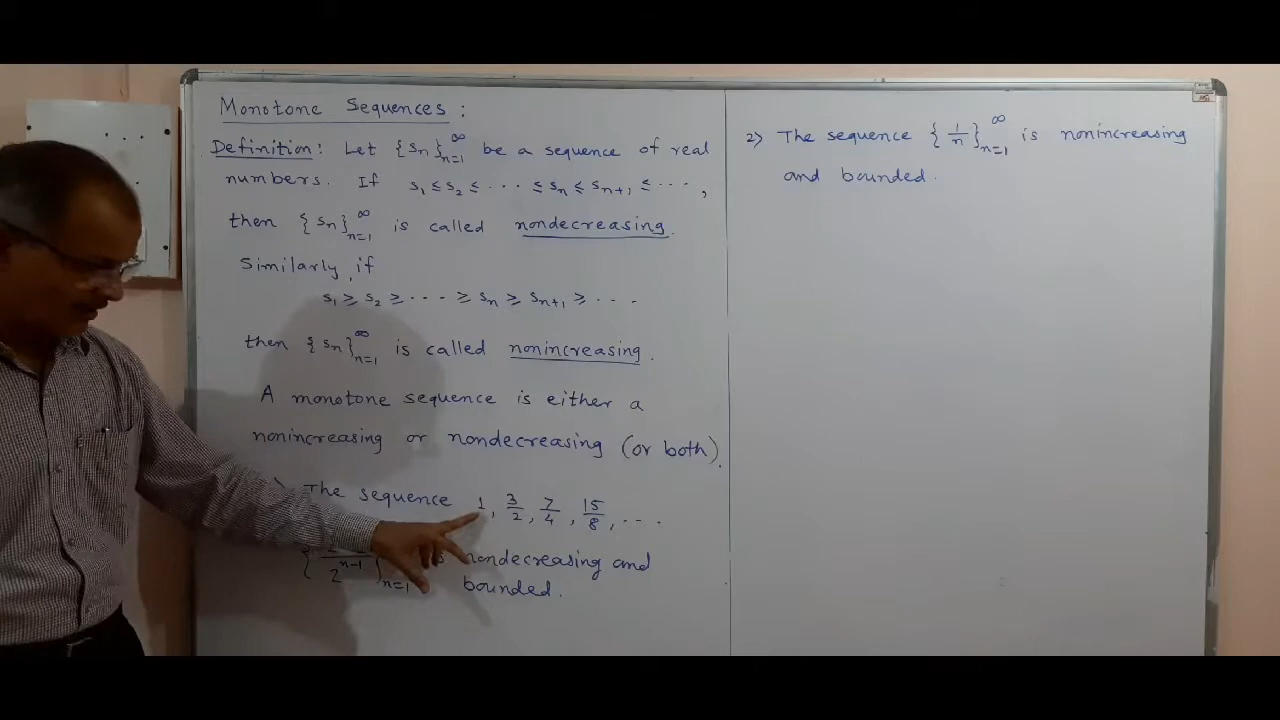 Monotone Sequences :
Definition : Let {sₙ}ₙ₌₁^∞ be a sequence of real
numbers. If s₁ ≤ s₂ ≤ ··· ≤ sₙ ≤ sₙ₊₁ ≤ ··· ,
then {sₙ}ₙ₌₁^∞ is called nondecreasing.
Similarly, if
s₁ ≥ s₂ ≥ ··· ≥ sₙ ≥ sₙ₊₁ ≥ ···
then {sₙ}ₙ₌₁^∞ is called nonincreasing.
A monotone sequence is either a
nonincreasing or nondecreasing (or both).
The sequence 1, 3/2, 7/4, 15/8, ···
2ⁿ⁻¹ n=1 nondecreasing and
bounded.
2) The sequence {1/n}ₙ₌₁^∞ is nonincreasing
and bounded.